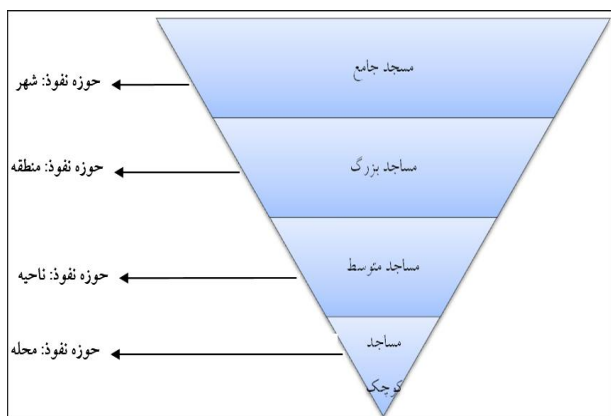 مسجد جامع
حوزه نفوذ: شهر
مساجد بزرگ
حوزه نفوذ: منطقه
مساجد متوسط
حوزه نفوذ: ناحیه
مساجد
کوچک
حوزه نفوذ: محله